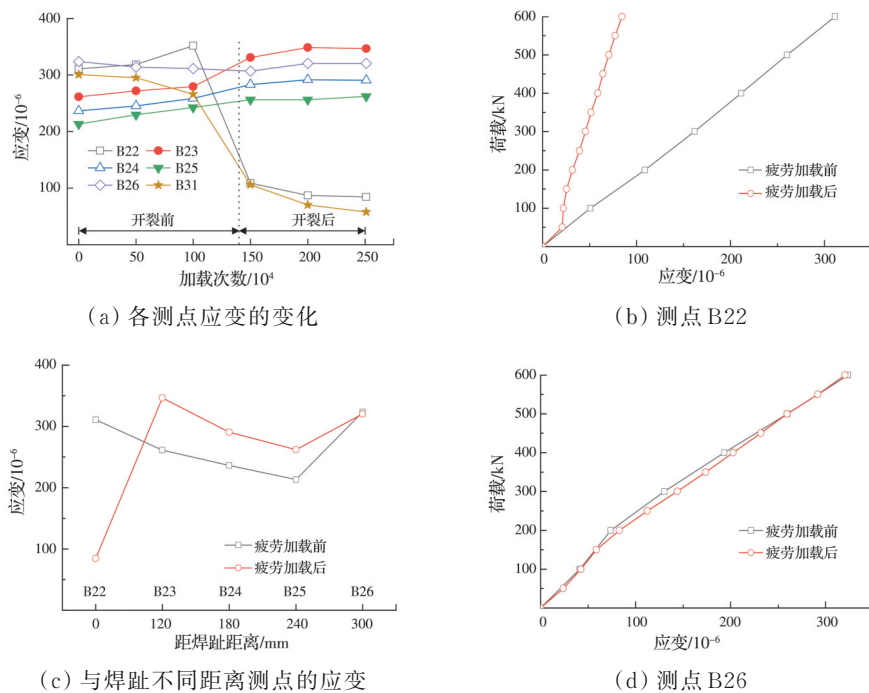 400
300
200
100
0
应变/10⁻⁶
B22
B23
B24
B25
B26
B31
开裂前
开裂后
0
50
100
150
200
250
加载次数/10⁴
(a) 各测点应变的变化
600
500
400
300
200
100
荷载/kN
疲劳加载前
疲劳加载后
0
100
200
300
应变/10⁻⁶
(b) 测点 B22
400
300
200
100
应变/10⁻⁶
疲劳加载前
疲劳加载后
B22
B23
B24
B25
B26
0
120
180
240
300
距焊趾距离/mm
(c) 与焊趾不同距离测点的应变
600
500
400
300
200
100
荷载/kN
疲劳加载前
疲劳加载后
0
100
200
300
应变/10⁻⁶
(d) 测点 B26